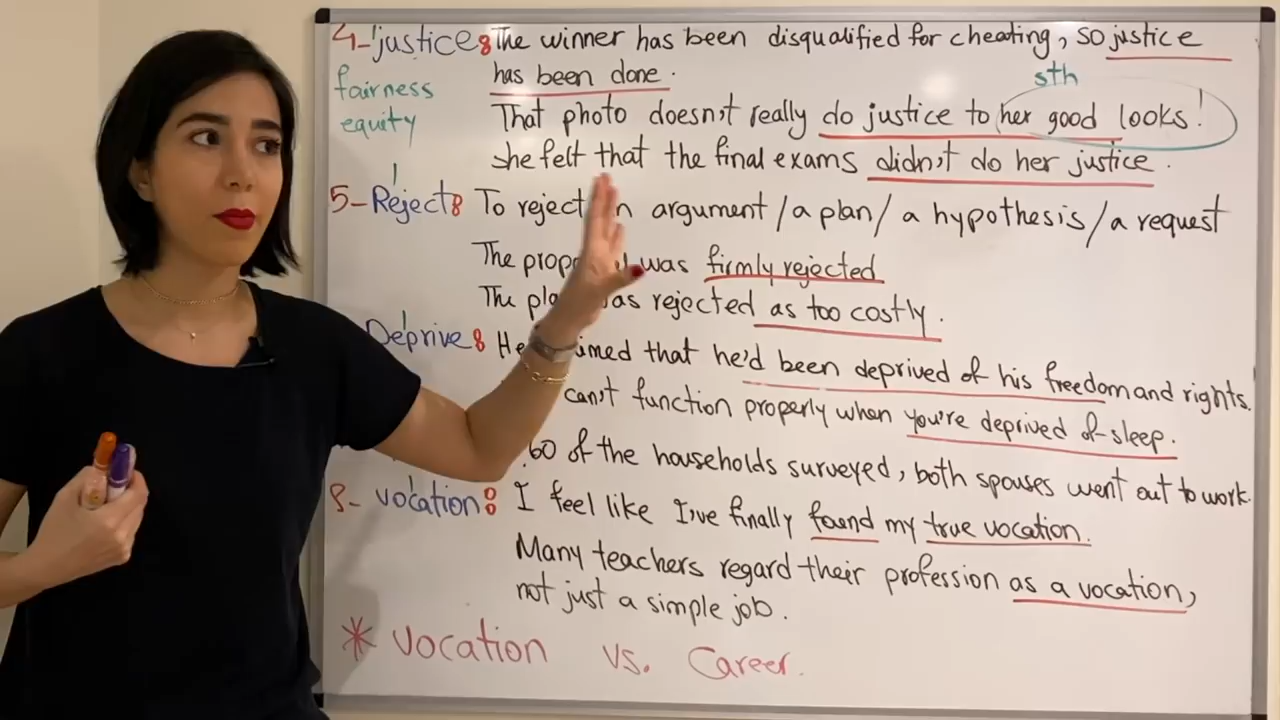 4-justice: The winner has been disqualified for cheating, so justice
fairness has been done.
equity
sth
That photo doesn't really do justice to her good looks!
she felt that the final exams didn't do her justice.
5-Reject: To reject an argument / a plan / a hypothesis / a request
The was firmly rejected
The as rejected as too costly.
Deprive: He that he'd been deprived of his freedom and rights.
can't function properly when you're deprived of sleep.
60 of the households surveyed, both spouses went out to work.
8- vocation: I feel like I've finally found my true vocation.
Many teachers regard their profession as a vocation,
not just a simple job.
* Vocation vs. Career.